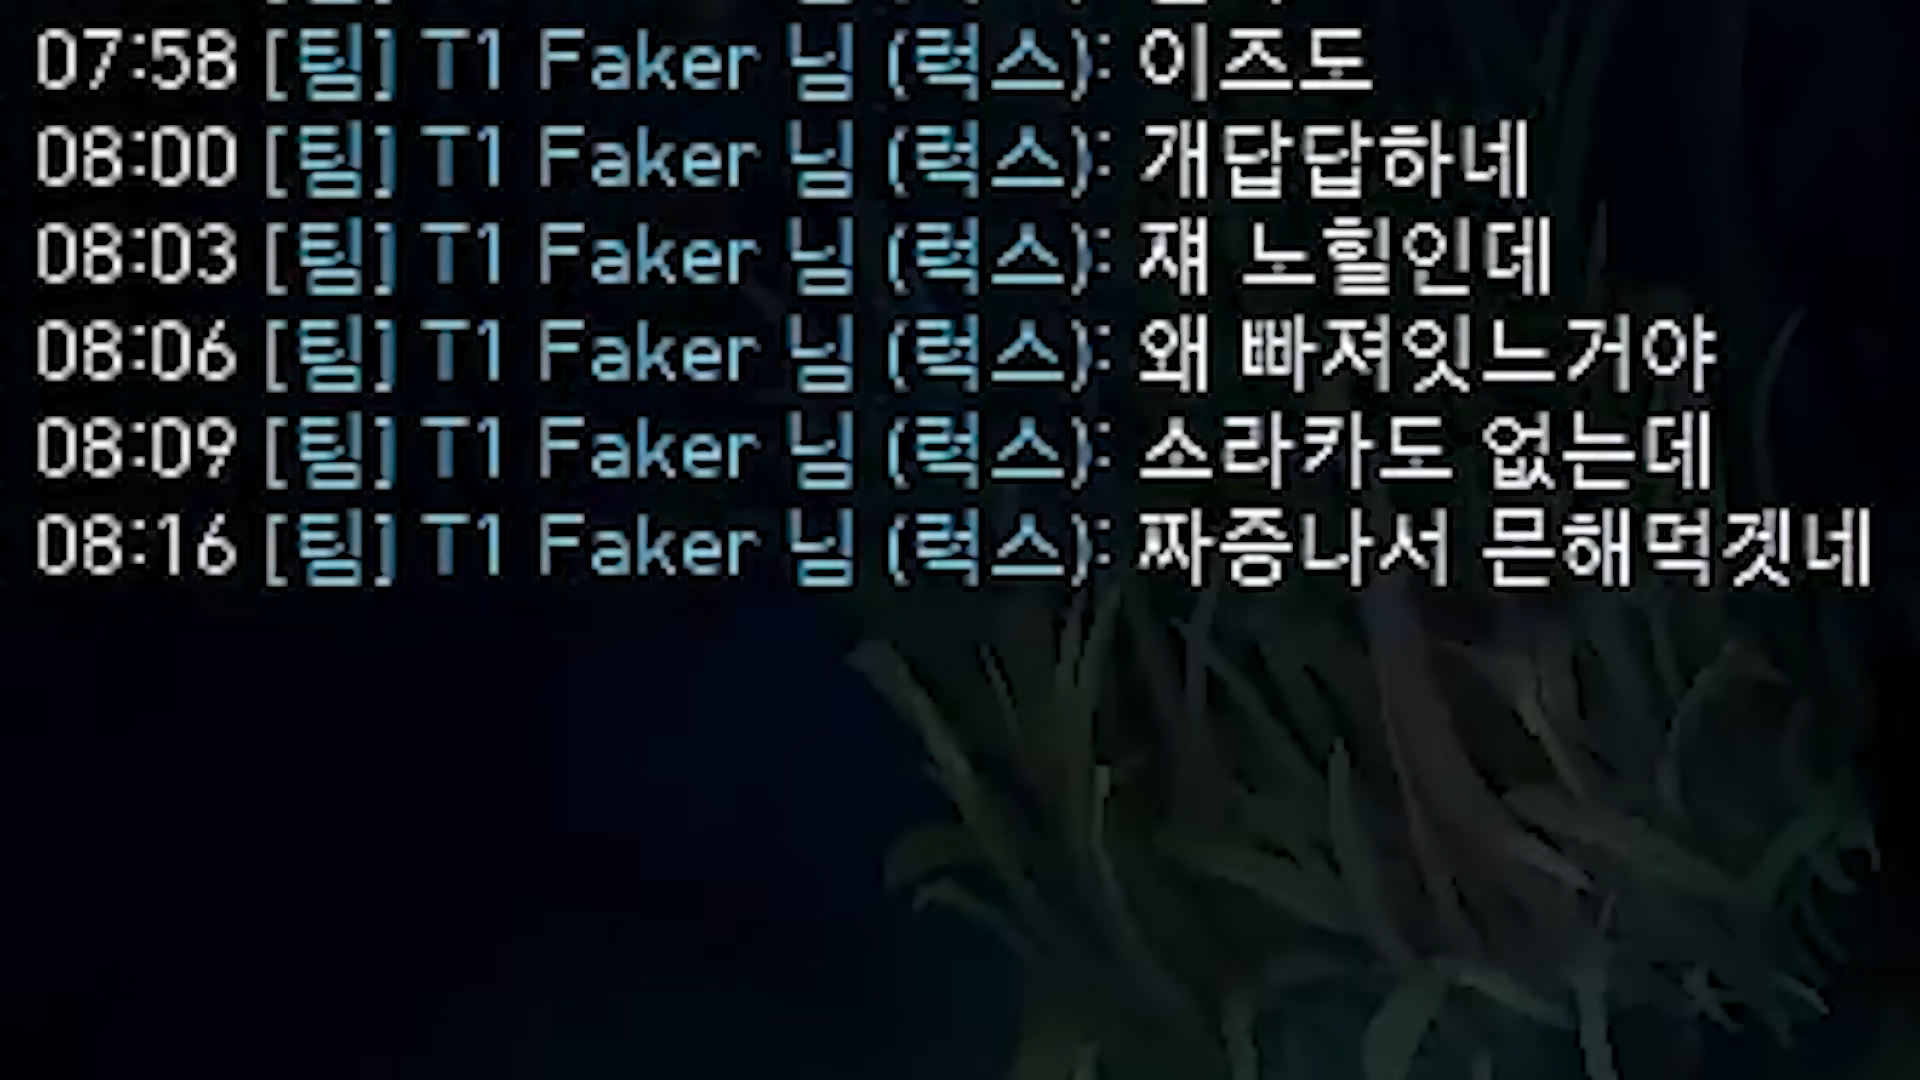 07:58 [팀] T1 Faker 님 (럭스): 이즈도
08:00 [팀] T1 Faker 님 (럭스): 개답답하네
08:03 [팀] T1 Faker 님 (럭스): 쟤 노힐인데
08:06 [팀] T1 Faker 님 (럭스): 왜 빠져잇느거야
08:09 [팀] T1 Faker 님 (럭스): 소라카도 없는데
08:16 [팀] T1 Faker 님 (럭스): 짜증나서 믄해먹겟네